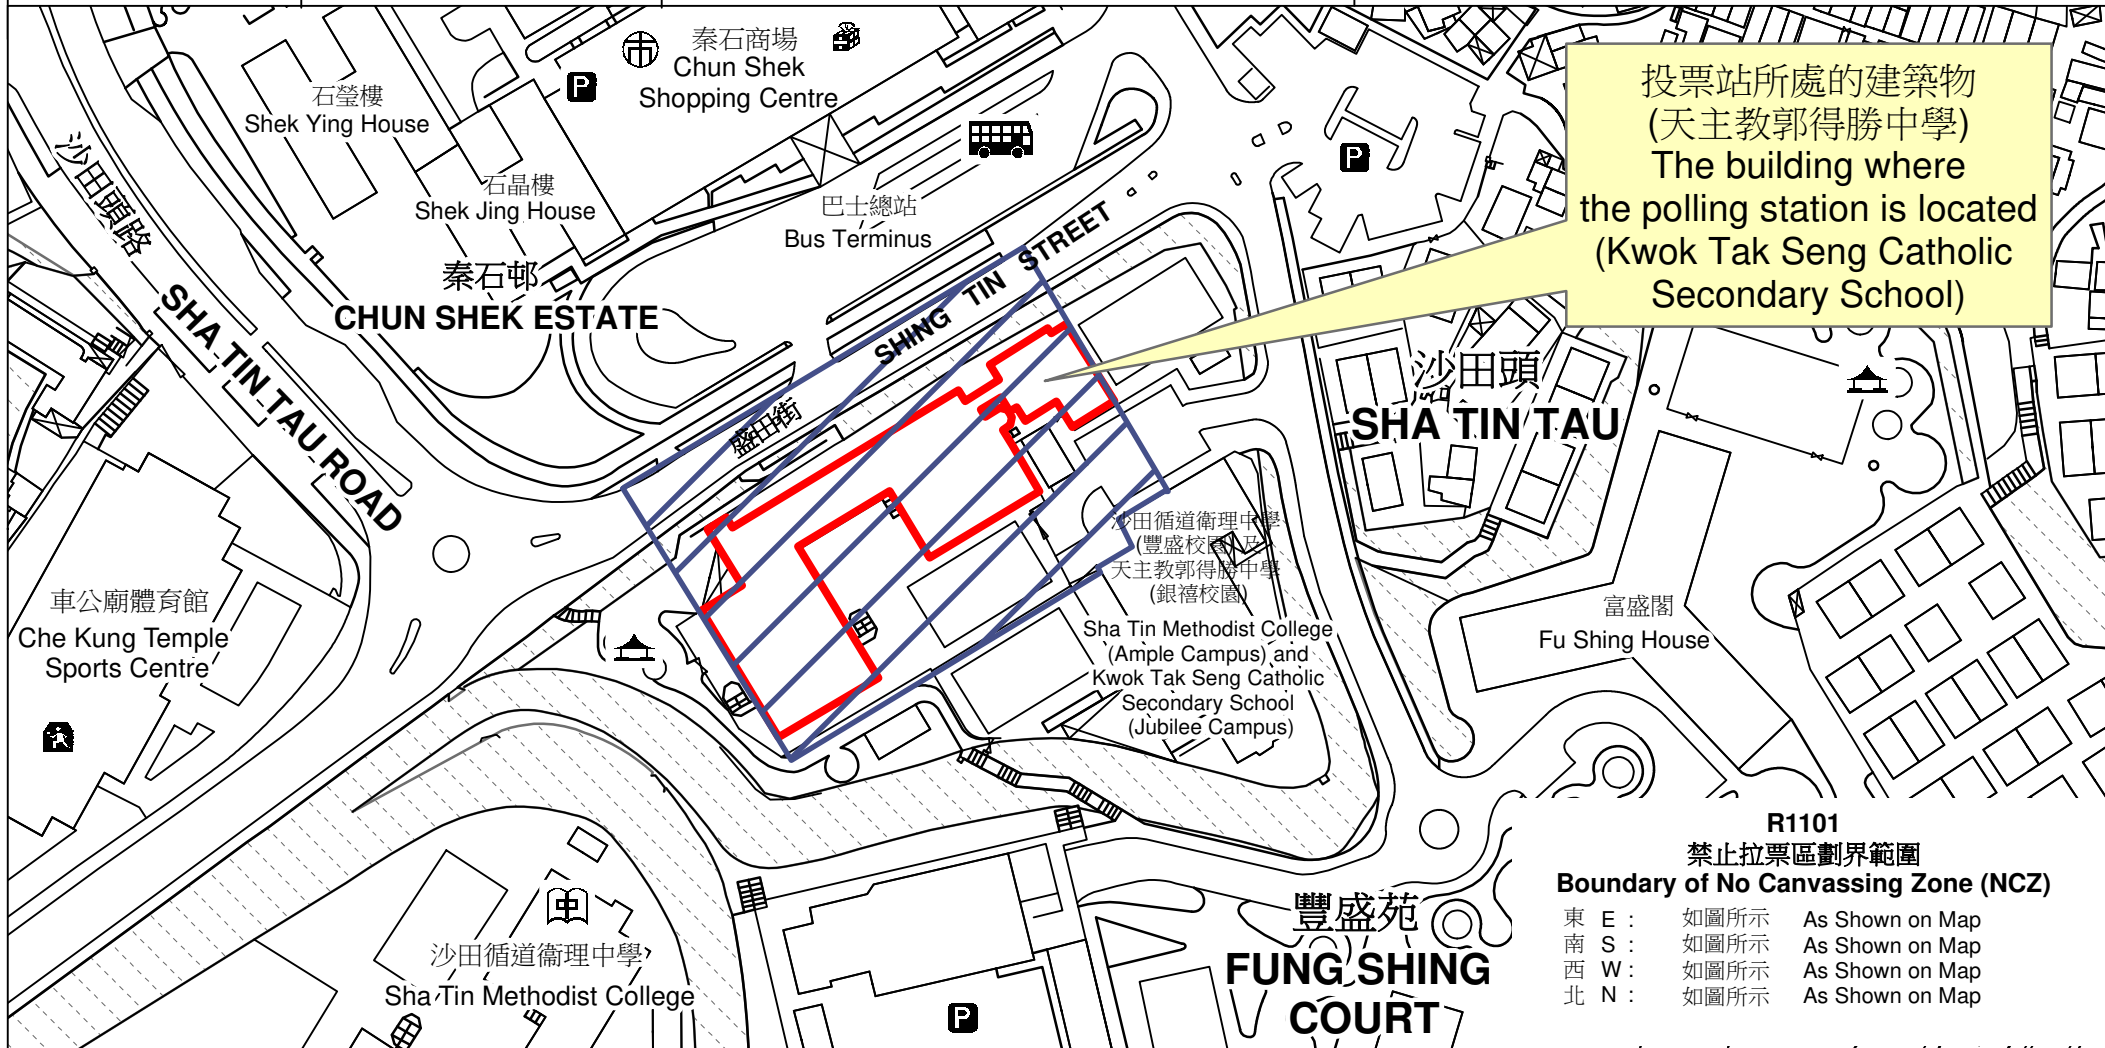 秦石商場
Chun Shek
Shopping Centre
石瑩樓
Shek Ying House
石晶樓
Shek Jing House
巴士總站
Bus Terminus
秦石邨
CHUN SHEK ESTATE
沙田頭路
SHA TIN TAU ROAD
盛田街
SHING TIN STREET
投票站所處的建築物
(天主教郭得勝中學)
The building where
the polling station is located
(Kwok Tak Seng Catholic
Secondary School)
沙田頭
SHA TIN TAU
沙田循道衛理中學
(豐盛校園)及
天主教郭得勝中學
(銀禧校園)
Sha Tin Methodist College
(Ample Campus) and
Kwok Tak Seng Catholic
Secondary School
(Jubilee Campus)
車公廟體育館
Che Kung Temple
Sports Centre
富盛閣
Fu Shing House
沙田循道衞理中學
Sha Tin Methodist College
豐盛苑
FUNG SHING
COURT
P
P
P
R1101
禁止拉票區劃界範圍
Boundary of No Canvassing Zone (NCZ)
東 E : 如圖所示 As Shown on Map
南 S : 如圖所示 As Shown on Map
西 W : 如圖所示 As Shown on Map
北 N : 如圖所示 As Shown on Map